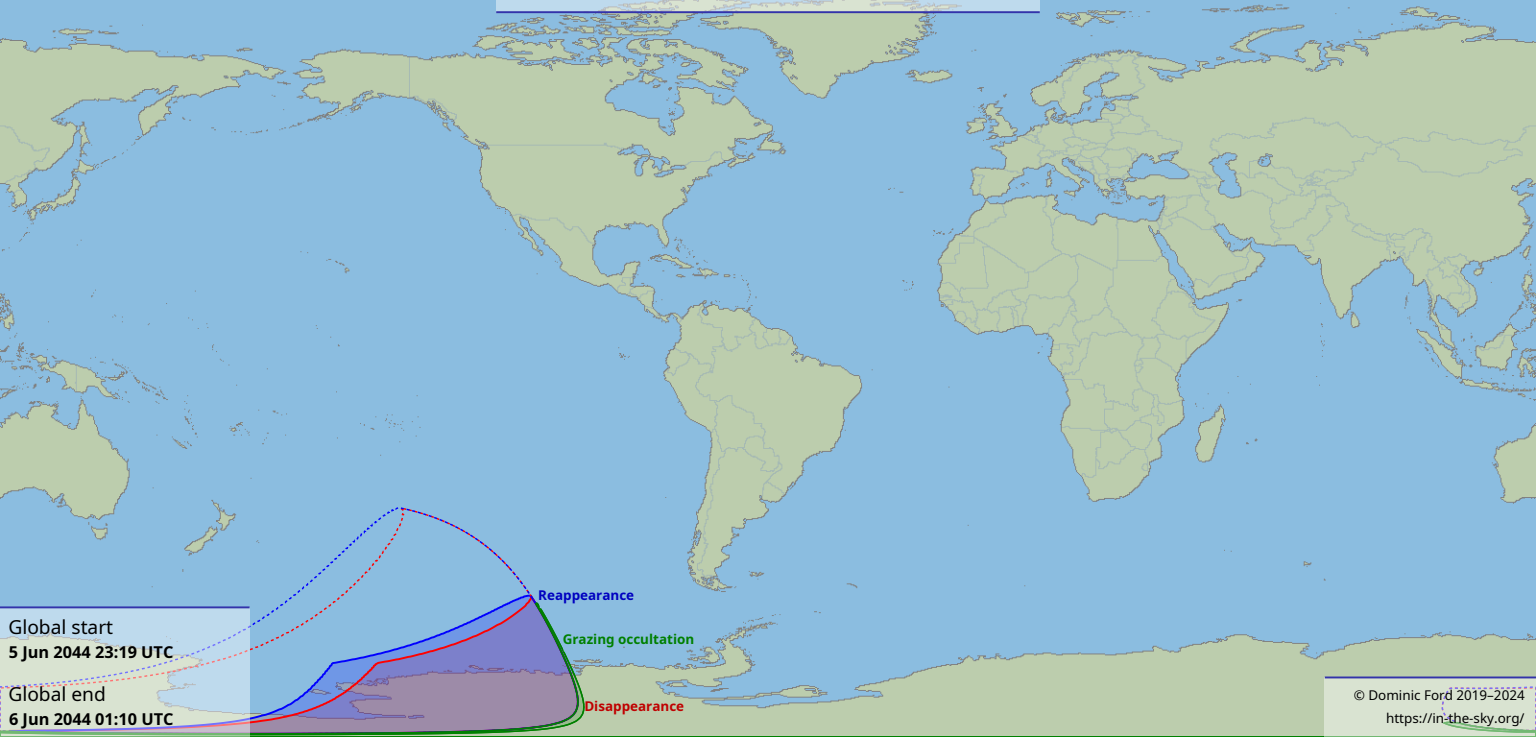 Reappearance
Grazing occultation
Disappearance
Global start
5 Jun 2044 23:19 UTC
Global end
6 Jun 2044 01:10 UTC
© Dominic Ford 2019–2024
https://in-the-sky.org/